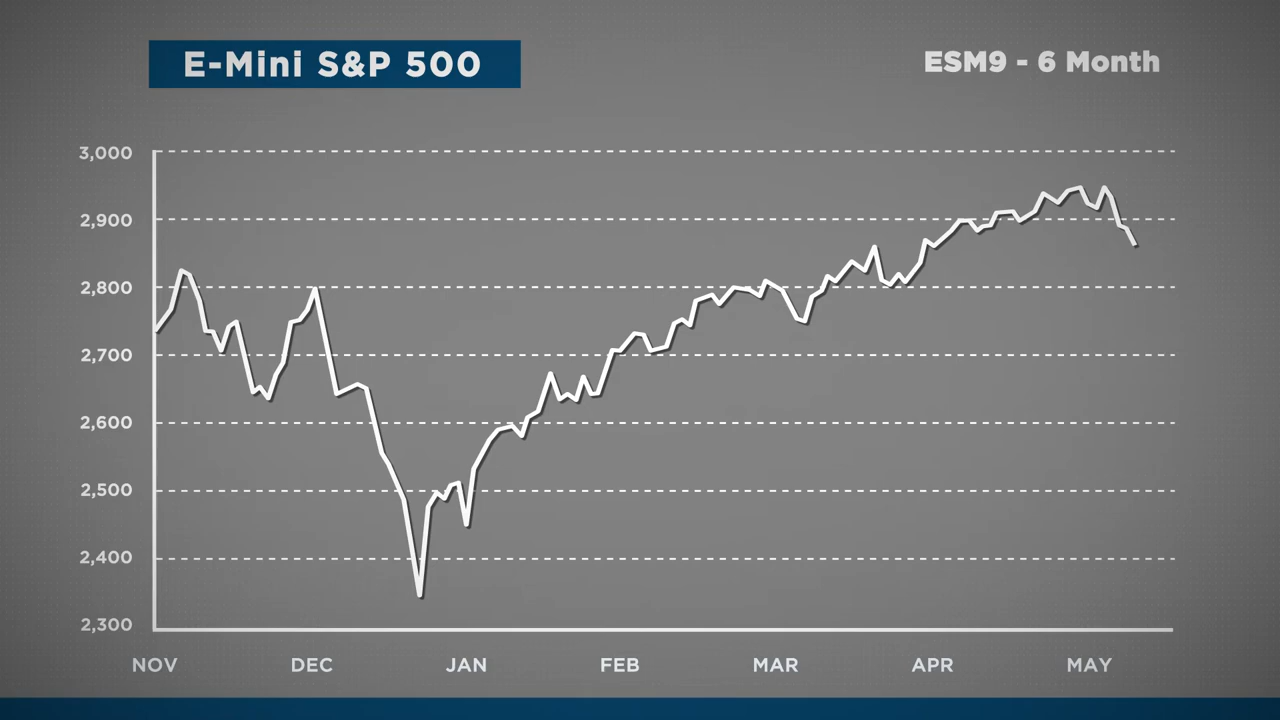 E-Mini S&P 500
ESM9 - 6 Month
3,000
2,900
2,800
2,700
2,600
2,500
2,400
2,300
NOV DEC JAN FEB MAR APR MAY